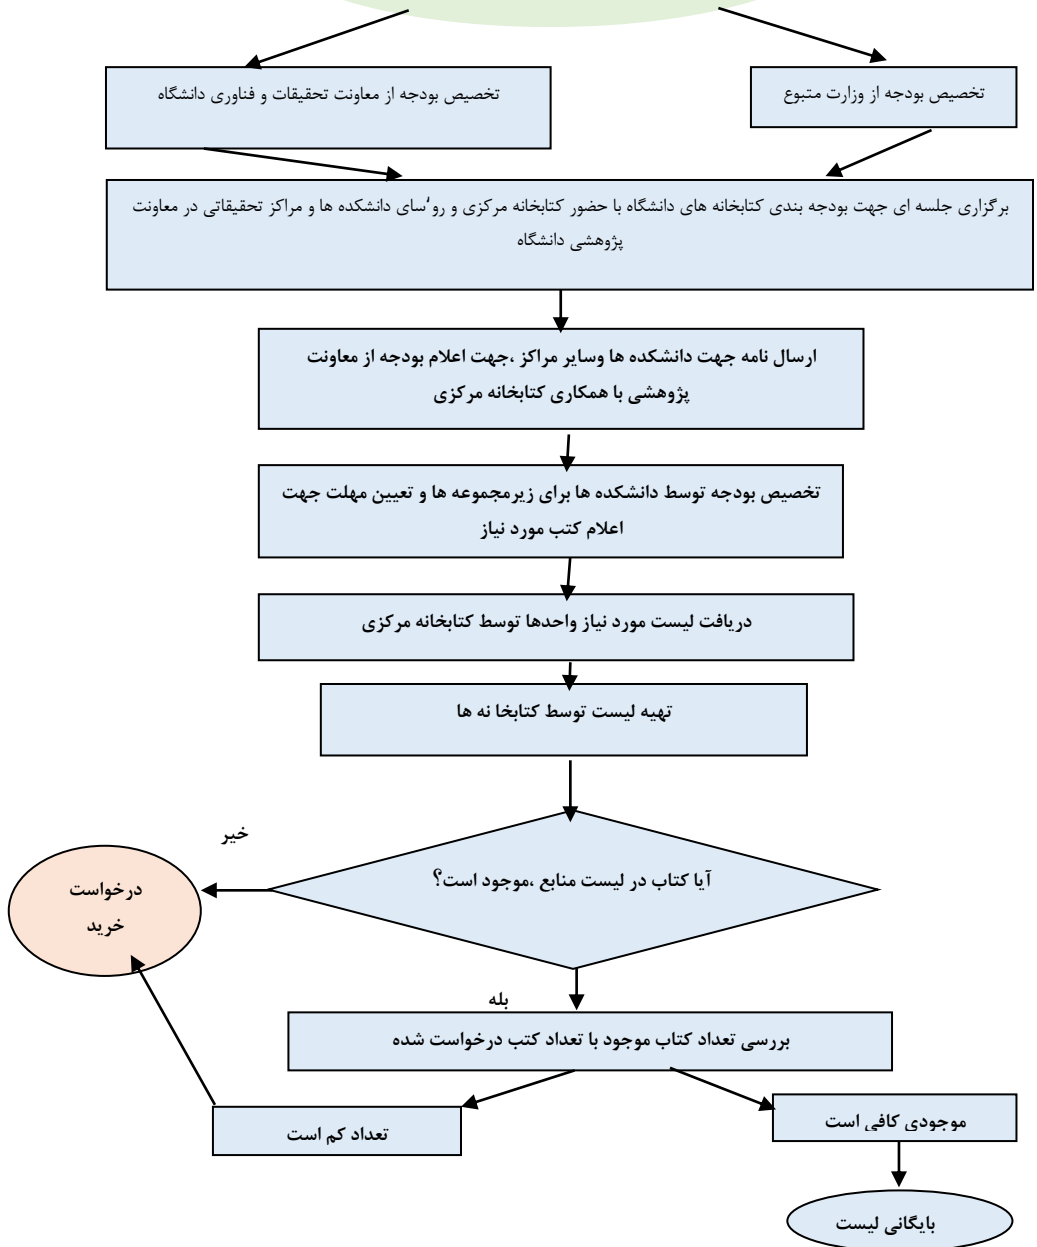 تخصیص بودجه از وزارت متبوع
تخصیص بودجه از معاونت تحقیقات و فناوری دانشگاه
برگزاری جلسه ای جهت بودجه بندی کتابخانه های دانشگاه با حضور کتابخانه مرکزی و رو'سای دانشکده ها و مراکز تحقیقاتی در معاونت
پژوهشی دانشگاه
ارسال نامه جهت دانشکده ها وسایر مراکز ،جهت اعلام بودجه از معاونت
پژوهشی با همکاری کتابخانه مرکزی
تخصیص بودجه توسط دانشکده ها برای زیرمجموعه ها و تعیین مهلت جهت
اعلام کتب مورد نیاز
دریافت لیست مورد نیاز واحدها توسط کتابخانه مرکزی
تهیه لیست توسط کتابخا نه ها
خیر
آیا کتاب در لیست منابع ،موجود است؟
درخواست
خرید
بله
بررسی تعداد کتاب موجود با تعداد کتب درخواست شده
موجودی کافی است
تعداد کم است
بایگانی لیست